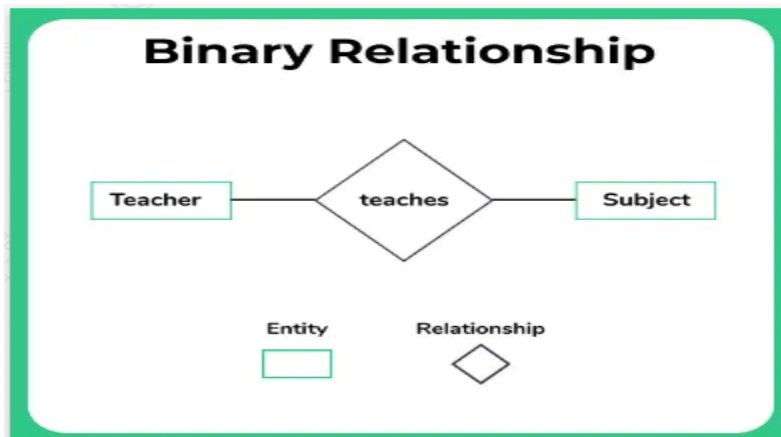 Binary Relationship
Teacher
teaches
Subject
Entity
Relationship